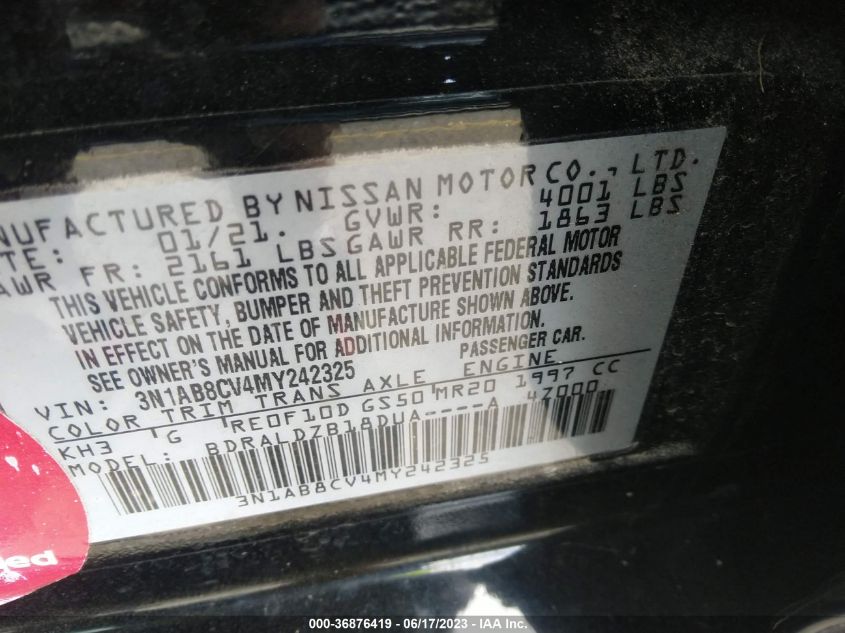 NUFACTURED BY NISSAN MOTOR CO., LTD.
TE: 01/21. GVWR: 4001 LBS
AWR FR: 2161 LBS GAWR RR: 1863 LBS
THIS VEHICLE CONFORMS TO ALL APPLICABLE FEDERAL MOTOR
VEHICLE SAFETY, BUMPER AND THEFT PREVENTION STANDARDS
IN EFFECT ON THE DATE OF MANUFACTURE SHOWN ABOVE.
SEE OWNER'S MANUAL FOR ADDITIONAL INFORMATION.
VIN: 3N1AB8CV4MY242325 PASSENGER CAR.
COLOR TRIM TRANS AXLE ENGINE
KH3 G RE0F10D GS50 MR20 1997 CC
MODEL: BDRALDZB18DUA----A 47000
3N1AB8CV4MY242325
000-36876419 - 06/17/2023 - IAA Inc.